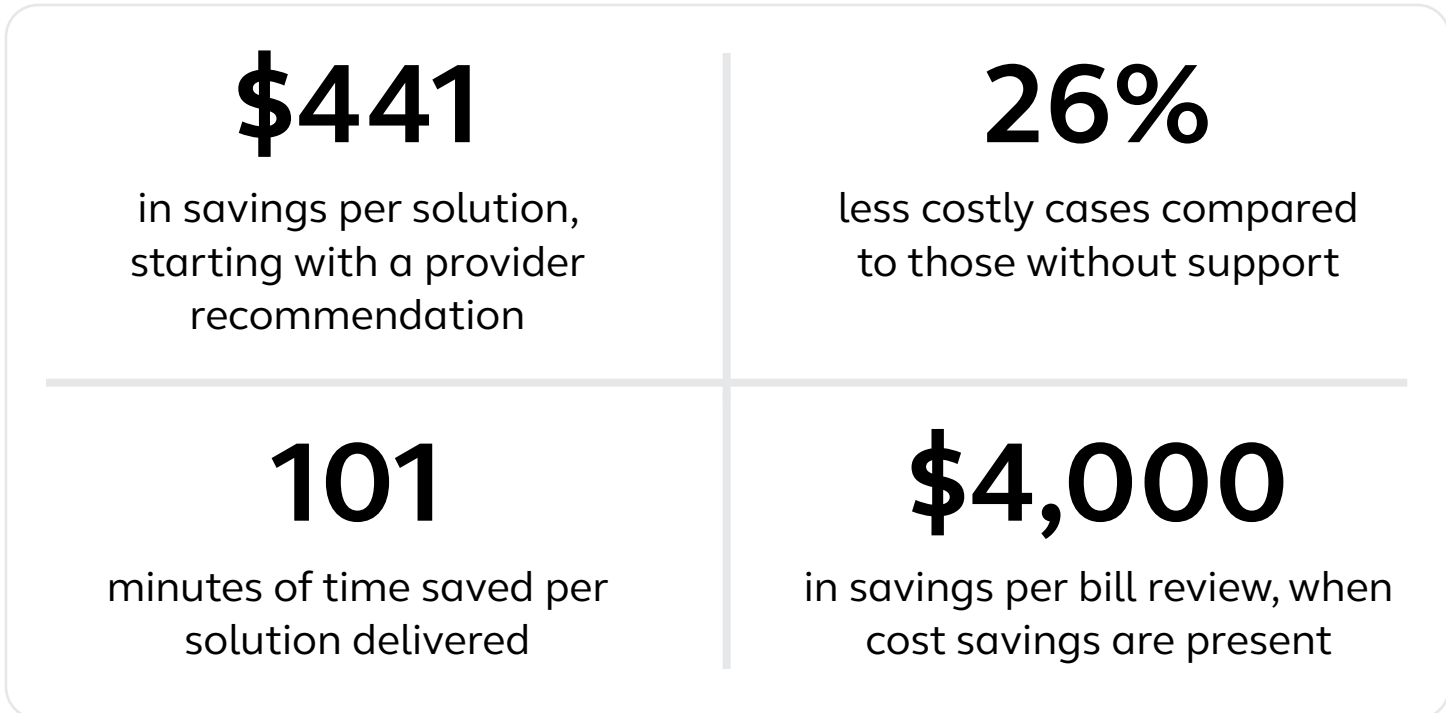 $441
in savings per solution,
starting with a provider
recommendation
26%
less costly cases compared
to those without support
101
minutes of time saved per
solution delivered
$4,000
in savings per bill review, when
cost savings are present